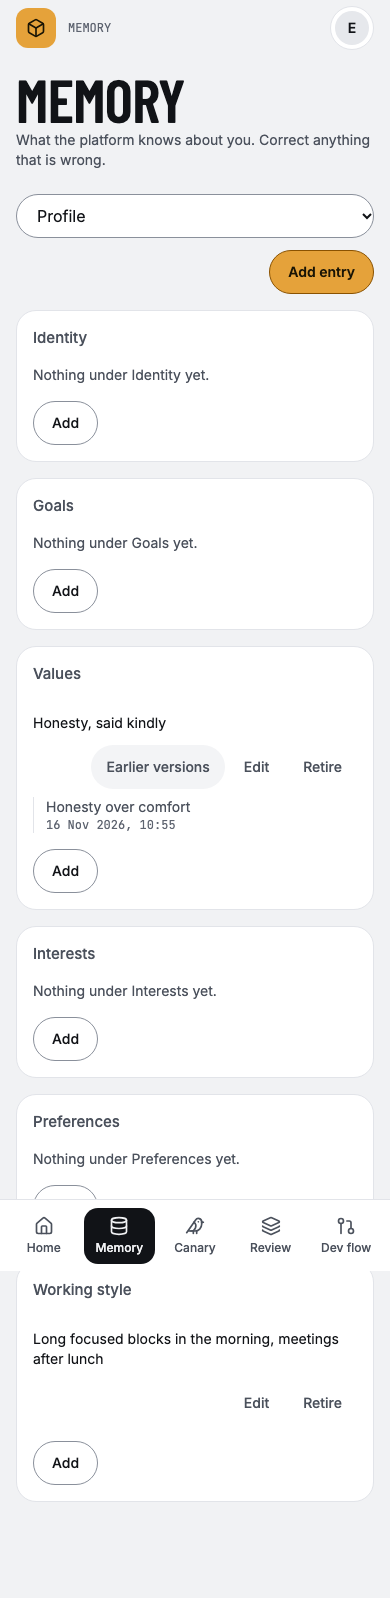 MEMORY
E
MEMORY
What the platform knows about you. Correct anything
that is wrong.
Profile
Add entry
Identity
Nothing under Identity yet.
Add
Goals
Nothing under Goals yet.
Add
Values
Honesty, said kindly
Earlier versions
Edit
Retire
Honesty over comfort
16 Nov 2026, 10:55
Add
Interests
Nothing under Interests yet.
Add
Preferences
Nothing under Preferences yet.
Home
Memory
Canary
Review
Dev flow
Working style
Long focused blocks in the morning, meetings
after lunch
Edit
Retire
Add